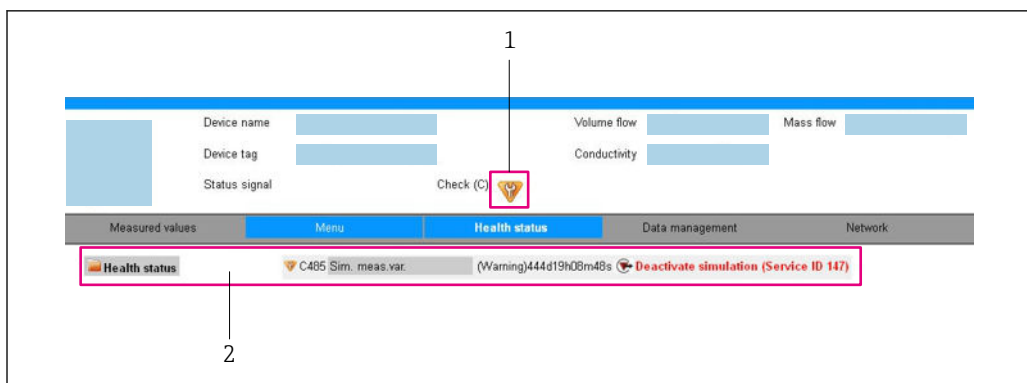 1
Device name Volume flow Mass flow
Device tag Conductivity
Status signal Check (C)
Measured values Menu Health status Data management Network
Health status C485 Sim. meas.var. (Warning)444d19h08m48s Deactivate simulation (Service ID 147)
2